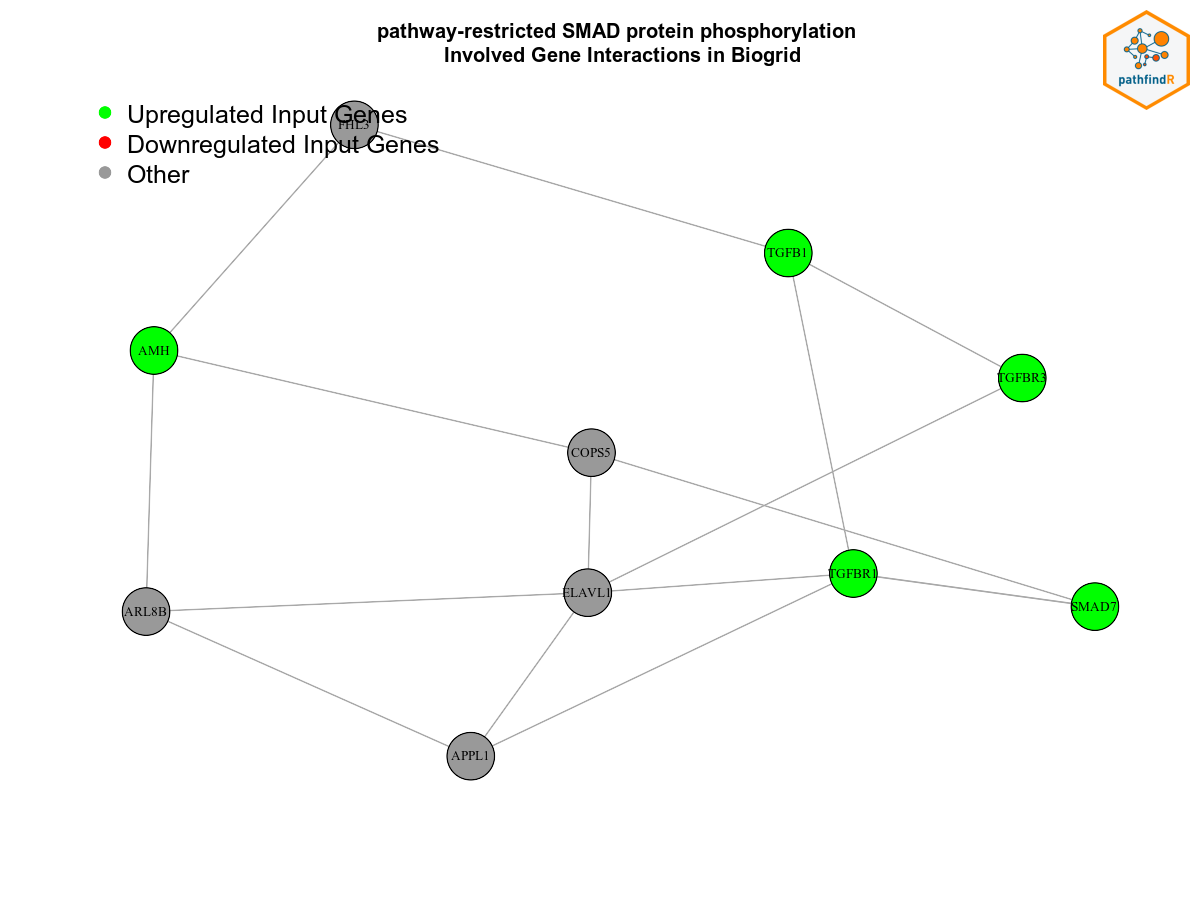 pathway-restricted SMAD protein phosphorylation
Involved Gene Interactions in Biogrid
pathfindR
Upregulated Input Genes
Downregulated Input Genes
Other
FHL3
TGFB1
AMH
TGFBR3
COPS5
TGFBR1
ELAVL1
SMAD7
ARL8B
APPL1